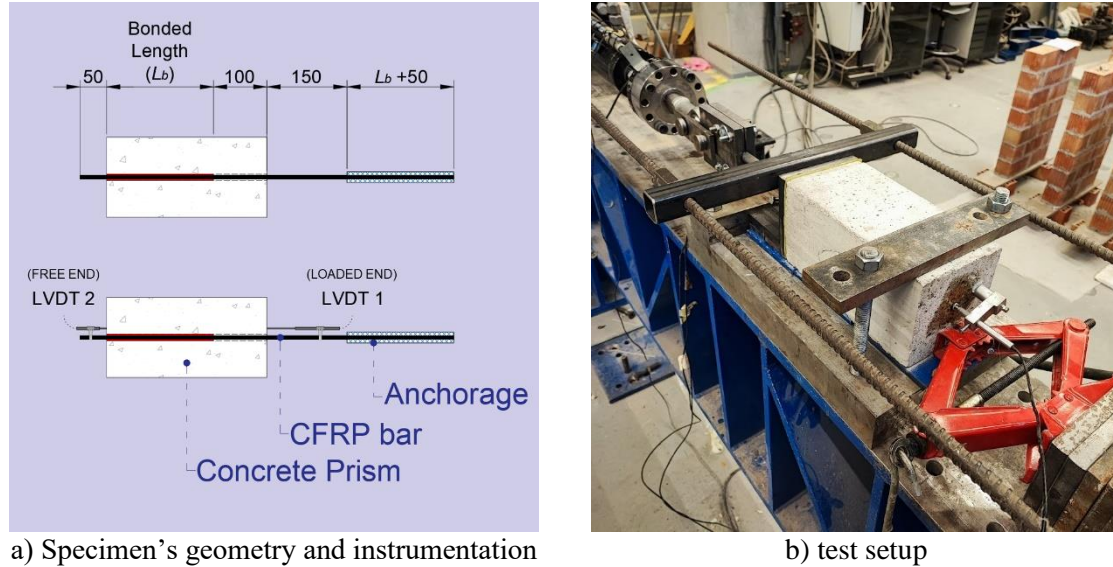 Bonded
Length
(Lb)
50
100
150
Lb +50
(FREE END)
LVDT 2
(LOADED END)
LVDT 1
Anchorage
CFRP bar
Concrete Prism
a) Specimen's geometry and instrumentation
b) test setup